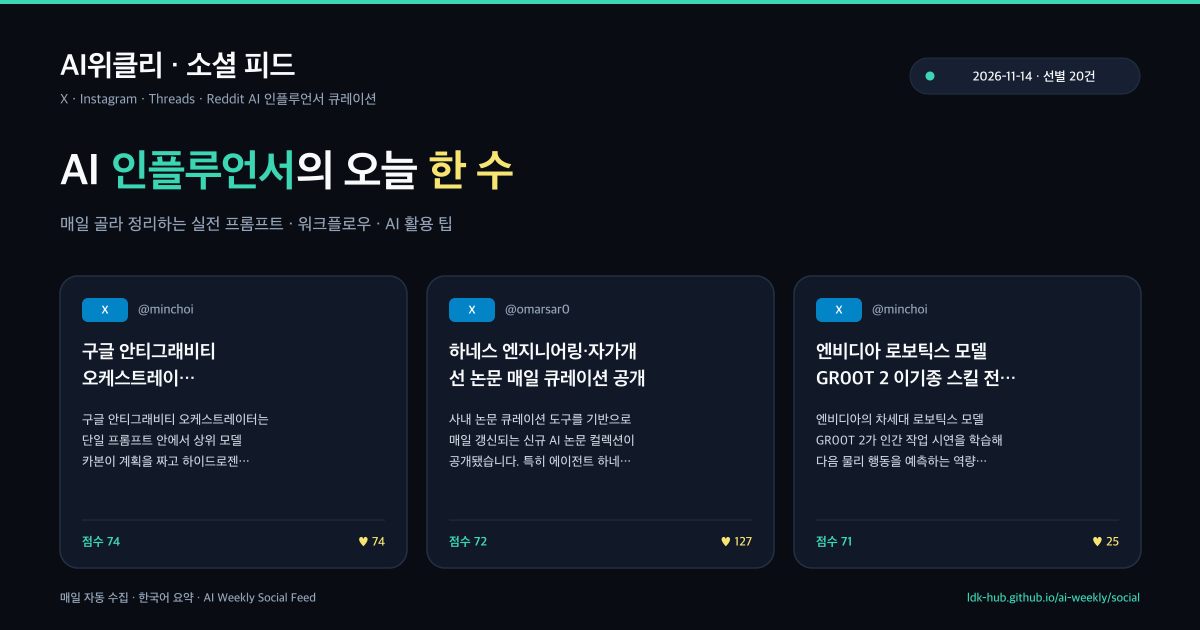 AI위클리 · 소셜 피드
X · Instagram · Threads · Reddit AI 인플루언서 큐레이션
2026-11-14 · 선별 20건
AI 인플루언서의 오늘 한 수
매일 골라 정리하는 실전 프롬프트 · 워크플로우 · AI 활용 팁
X @minchoi
구글 안티그래비티
오케스트레이…
구글 안티그래비티 오케스트레이터는
단일 프롬프트 안에서 상위 모델
카본이 계획을 짜고 하이드로젠…
점수 74 ♥ 74
X @omarsar0
하네스 엔지니어링·자가개
선 논문 매일 큐레이션 공개
사내 논문 큐레이션 도구를 기반으로
매일 갱신되는 신규 AI 논문 컬렉션이
공개됐습니다. 특히 에이전트 하네…
점수 72 ♥ 127
X @minchoi
엔비디아 로보틱스 모델
GR00T 2 이기종 스킬 전…
엔비디아의 차세대 로보틱스 모델
GR00T 2가 인간 작업 시연을 학습해
다음 물리 행동을 예측하는 역량…
점수 71 ♥ 25
매일 자동 수집 · 한국어 요약 · AI Weekly Social Feed
ldk-hub.github.io/ai-weekly/social